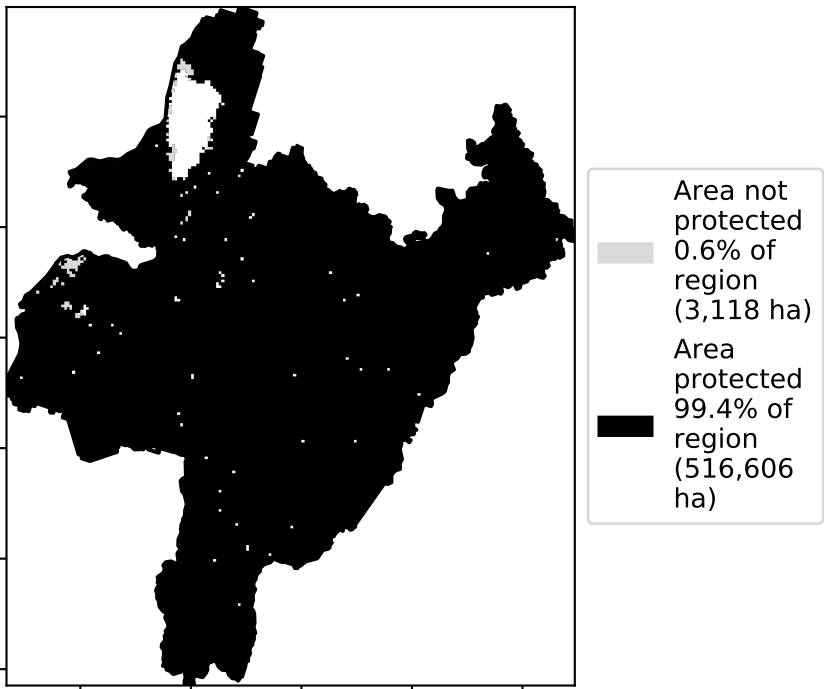 Area not
protected
0.6% of
region
(3,118 ha)
Area
protected
99.4% of
region
(516,606
ha)